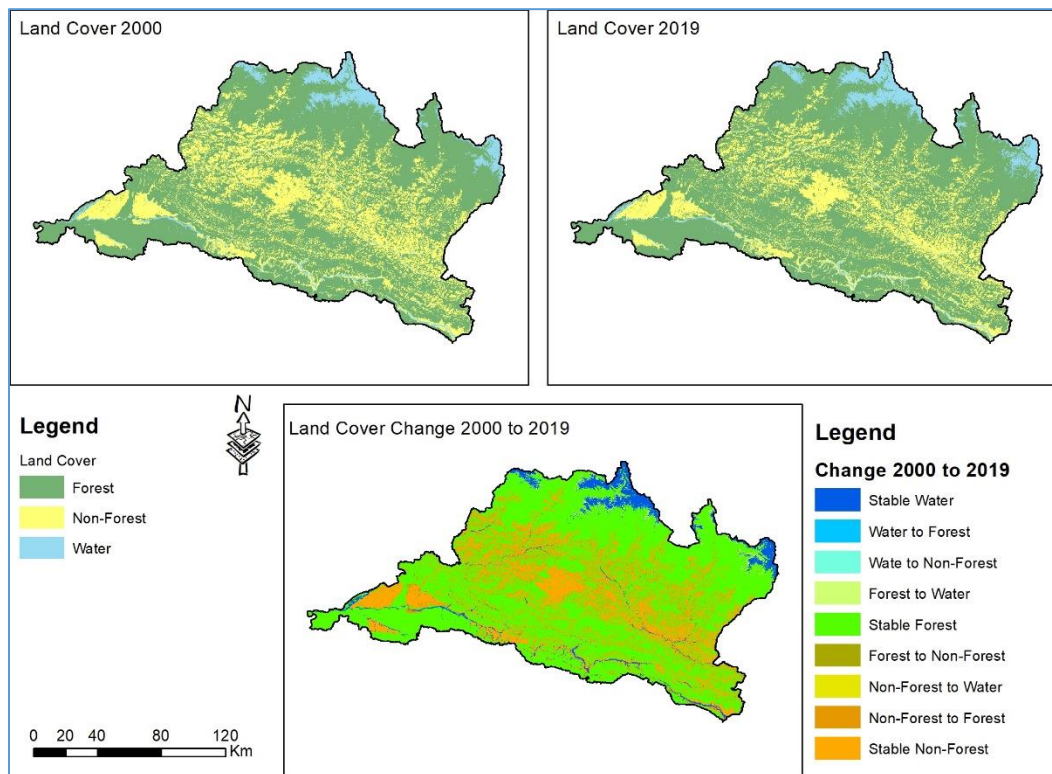 Land Cover 2000
Land Cover 2019
Legend
Land Cover
Forest
Non-Forest
Water
N
0 20 40 80 120
Km
Land Cover Change 2000 to 2019
Legend
Change 2000 to 2019
Stable Water
Water to Forest
Wate to Non-Forest
Forest to Water
Stable Forest
Forest to Non-Forest
Non-Forest to Water
Non-Forest to Forest
Stable Non-Forest